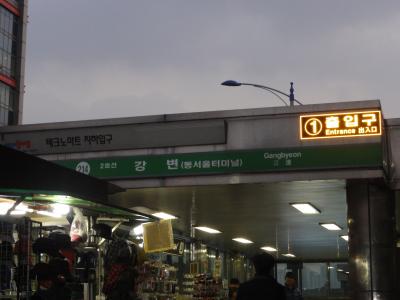 테크노마트 지하입구
1 출입구
Entrance 出入口
214 2호선 강 변 (동서울터미널) Gangbyeon
江邊